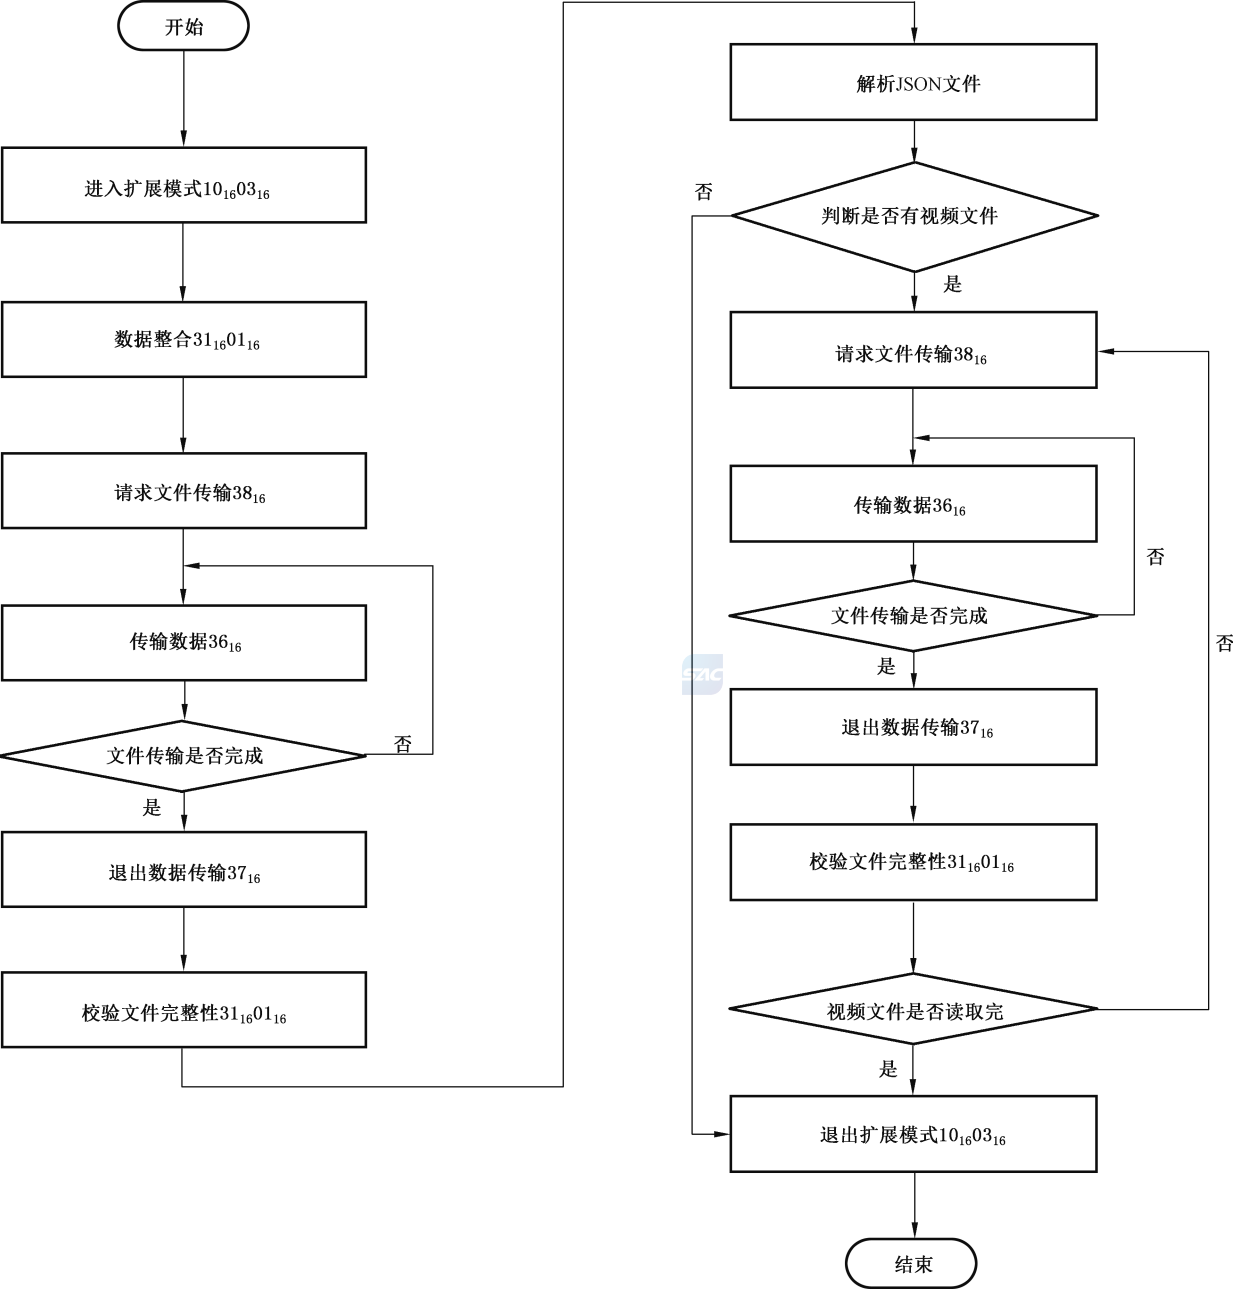 开始
进入扩展模式10₁₆03₁₆
数据整合31₁₆01₁₆
请求文件传输38₁₆
传输数据36₁₆
文件传输是否完成
否
是
退出数据传输37₁₆
校验文件完整性31₁₆01₁₆
解析JSON文件
否
判断是否有视频文件
是
请求文件传输38₁₆
传输数据36₁₆
否
文件传输是否完成
否
是
SAC
退出数据传输37₁₆
校验文件完整性31₁₆01₁₆
视频文件是否读取完
是
退出扩展模式10₁₆03₁₆
结束